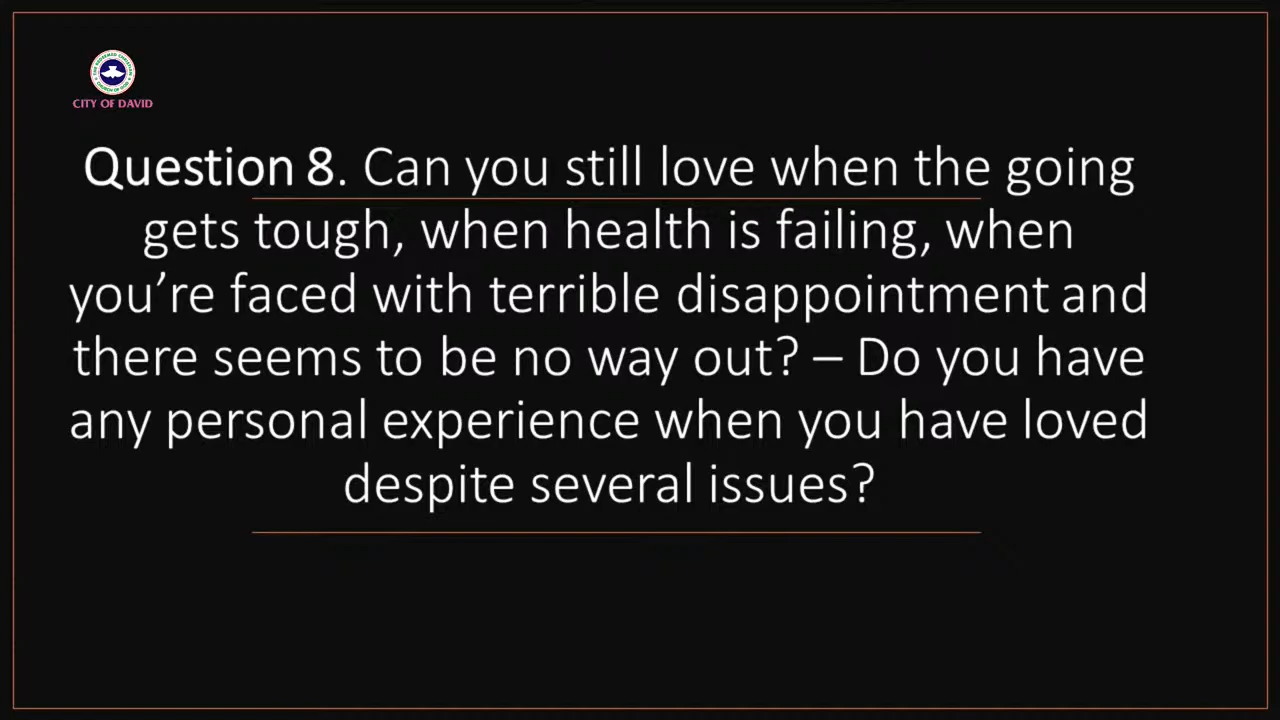 CITY OF DAVID
Question 8. Can you still love when the going
gets tough, when health is failing, when
you’re faced with terrible disappointment and
there seems to be no way out? – Do you have
any personal experience when you have loved
despite several issues?